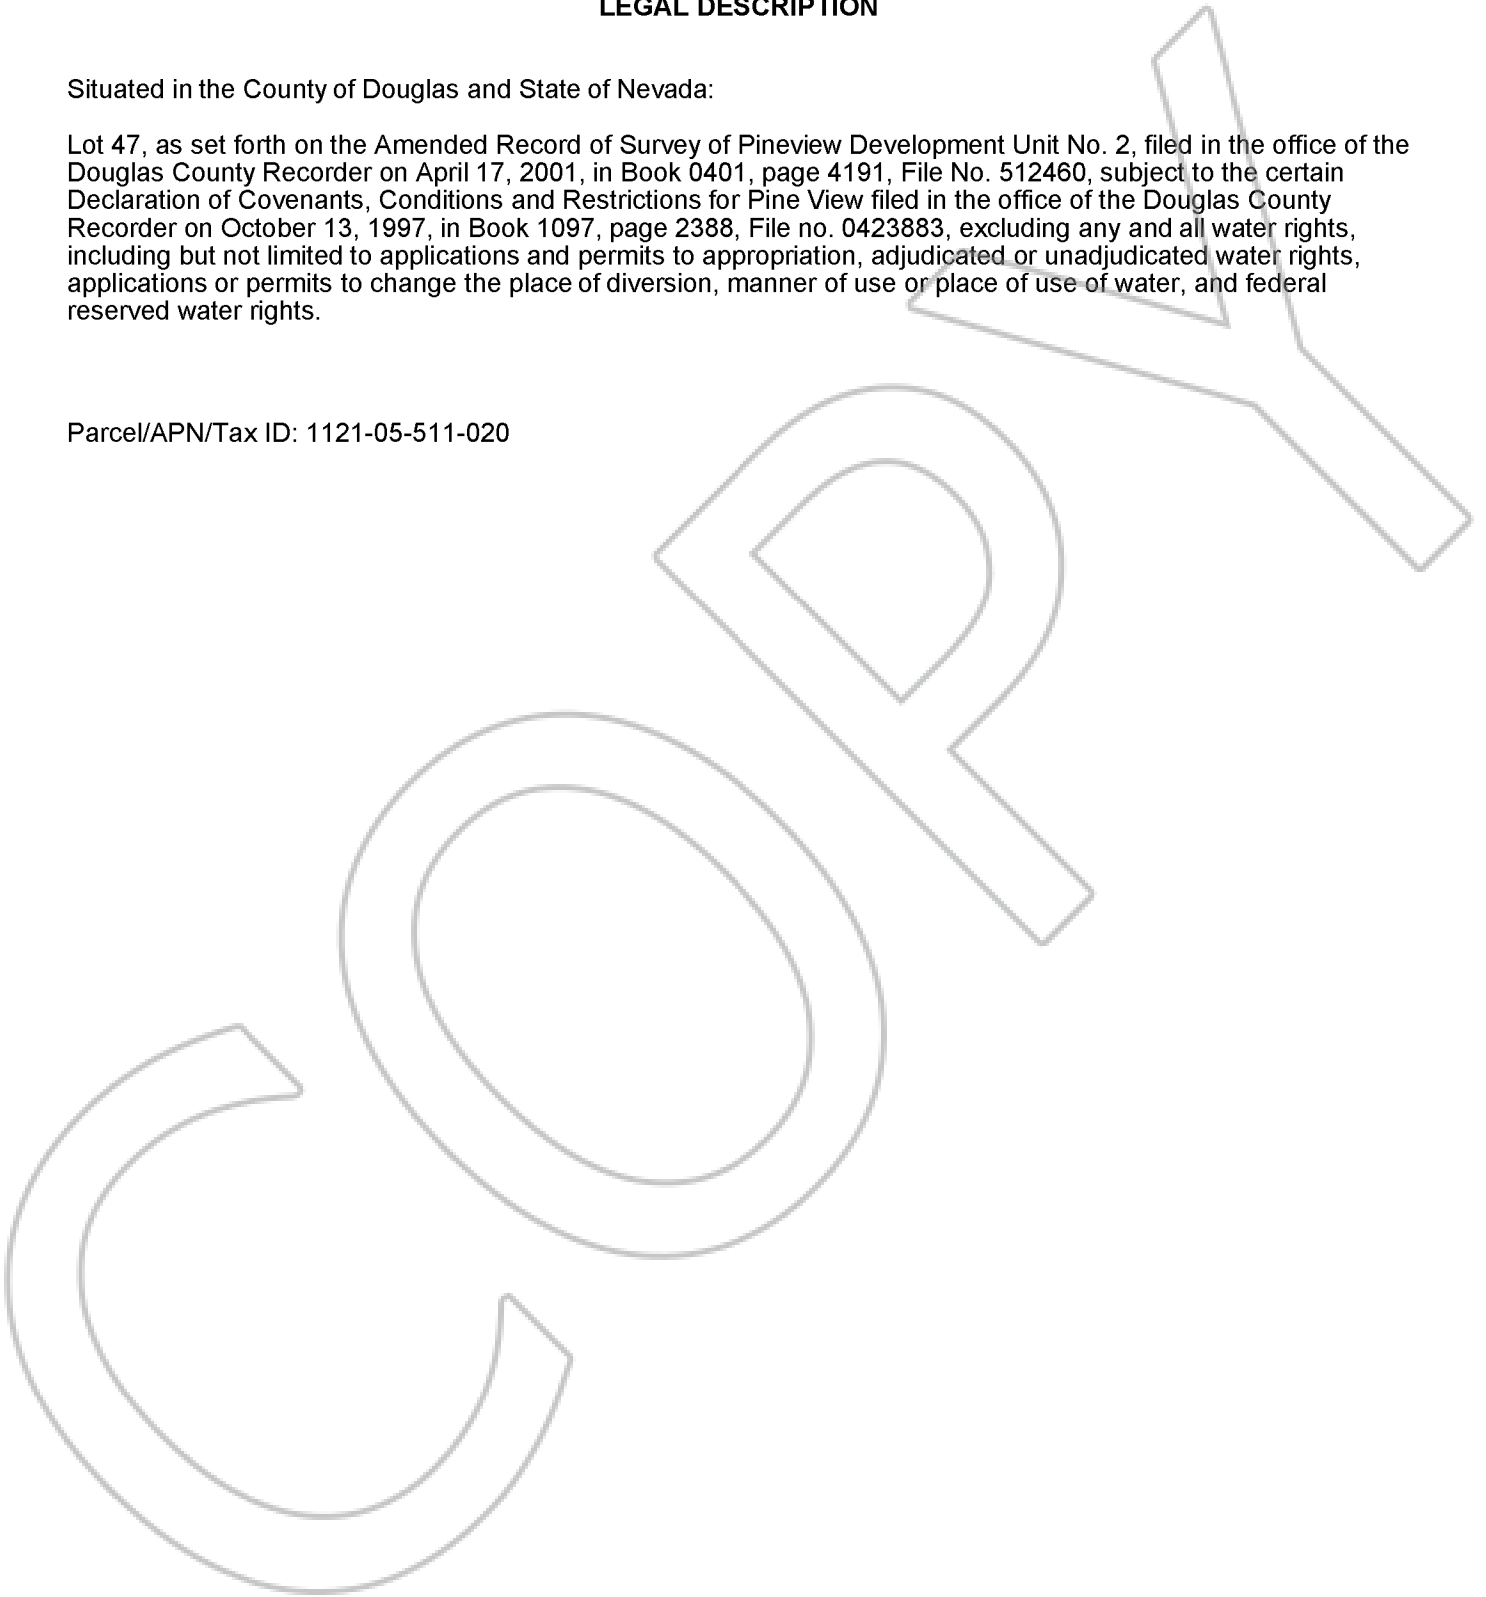 LEGAL DESCRIPTION
Situated in the County of Douglas and State of Nevada:
Lot 47, as set forth on the Amended Record of Survey of Pineview Development Unit No. 2, filed in the office of the
Douglas County Recorder on April 17, 2001, in Book 0401, page 4191, File No. 512460, subject to the certain
Declaration of Covenants, Conditions and Restrictions for Pine View filed in the office of the Douglas County
Recorder on October 13, 1997, in Book 1097, page 2388, File no. 0423883, excluding any and all water rights,
including but not limited to applications and permits to appropriation, adjudicated or unadjudicated water rights,
applications or permits to change the place of diversion, manner of use or place of use of water, and federal
reserved water rights.
Parcel/APN/Tax ID: 1121-05-511-020
COPY